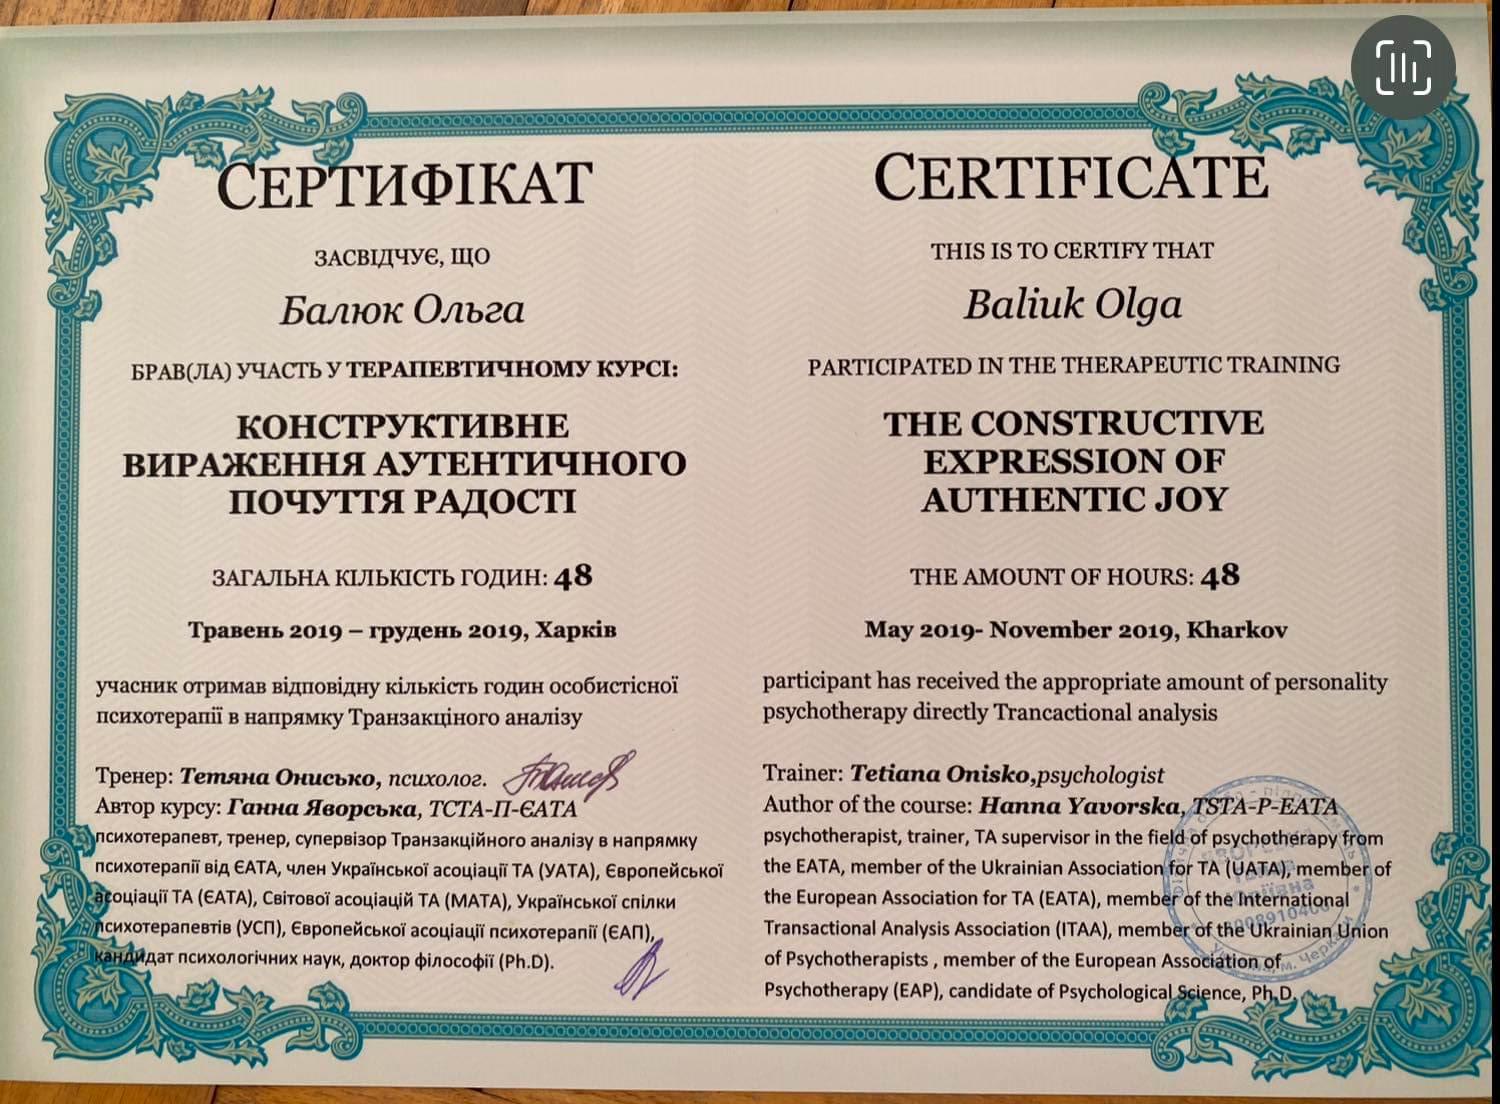 СЕРТИФІКАТ
ЗАСВІДЧУЄ, ЩО
Балюк Ольга
БРАВ(ЛА) УЧАСТЬ У ТЕРАПЕВТИЧНОМУ КУРСІ:
КОНСТРУКТИВНЕ
ВИРАЖЕННЯ АУТЕНТИЧНОГО
ПОЧУТТЯ РАДОСТІ
ЗАГАЛЬНА КІЛЬКІСТЬ ГОДИН: 48
Травень 2019 – грудень 2019, Харків
учасник отримав відповідну кількість годин особистісної
психотерапії в напрямку Транзакціного аналізу
Тренер: Тетяна Онисько, психолог.
Автор курсу: Ганна Яворська, ТСТА-П-ЄАТА
психотерапевт, тренер, супервізор Транзакційного аналізу в напрямку
психотерапії від ЄАТА, член Української асоціації ТА (УАТА), Європейської
асоціації ТА (ЄАТА), Світової асоціацій ТА (МАТА), Української спілки
психотерапевтів (УСП), Європейської асоціації психотерапії (ЄАП),
кандидат психологічних наук, доктор філософії (Ph.D).
CERTIFICATE
THIS IS TO CERTIFY THAT
Baliuk Olga
PARTICIPATED IN THE THERAPEUTIC TRAINING
THE CONSTRUCTIVE
EXPRESSION OF
AUTHENTIC JOY
THE AMOUNT OF HOURS: 48
May 2019- November 2019, Kharkov
participant has received the appropriate amount of personality
psychotherapy directly Trancactional analysis
Trainer: Tetiana Onisko,psychologist
Author of the course: Hanna Yavorska, TSTA-P-EATA
psychotherapist, trainer, TA supervisor in the field of psychotherapy from
the EATA, member of the Ukrainian Association for TA (UATA), member of
the European Association for TA (EATA), member of the International
Transactional Analysis Association (ITAA), member of the Ukrainian Union
of Psychotherapists , member of the European Association of
Psychotherapy (EAP), candidate of Psychological Science, Ph.D.